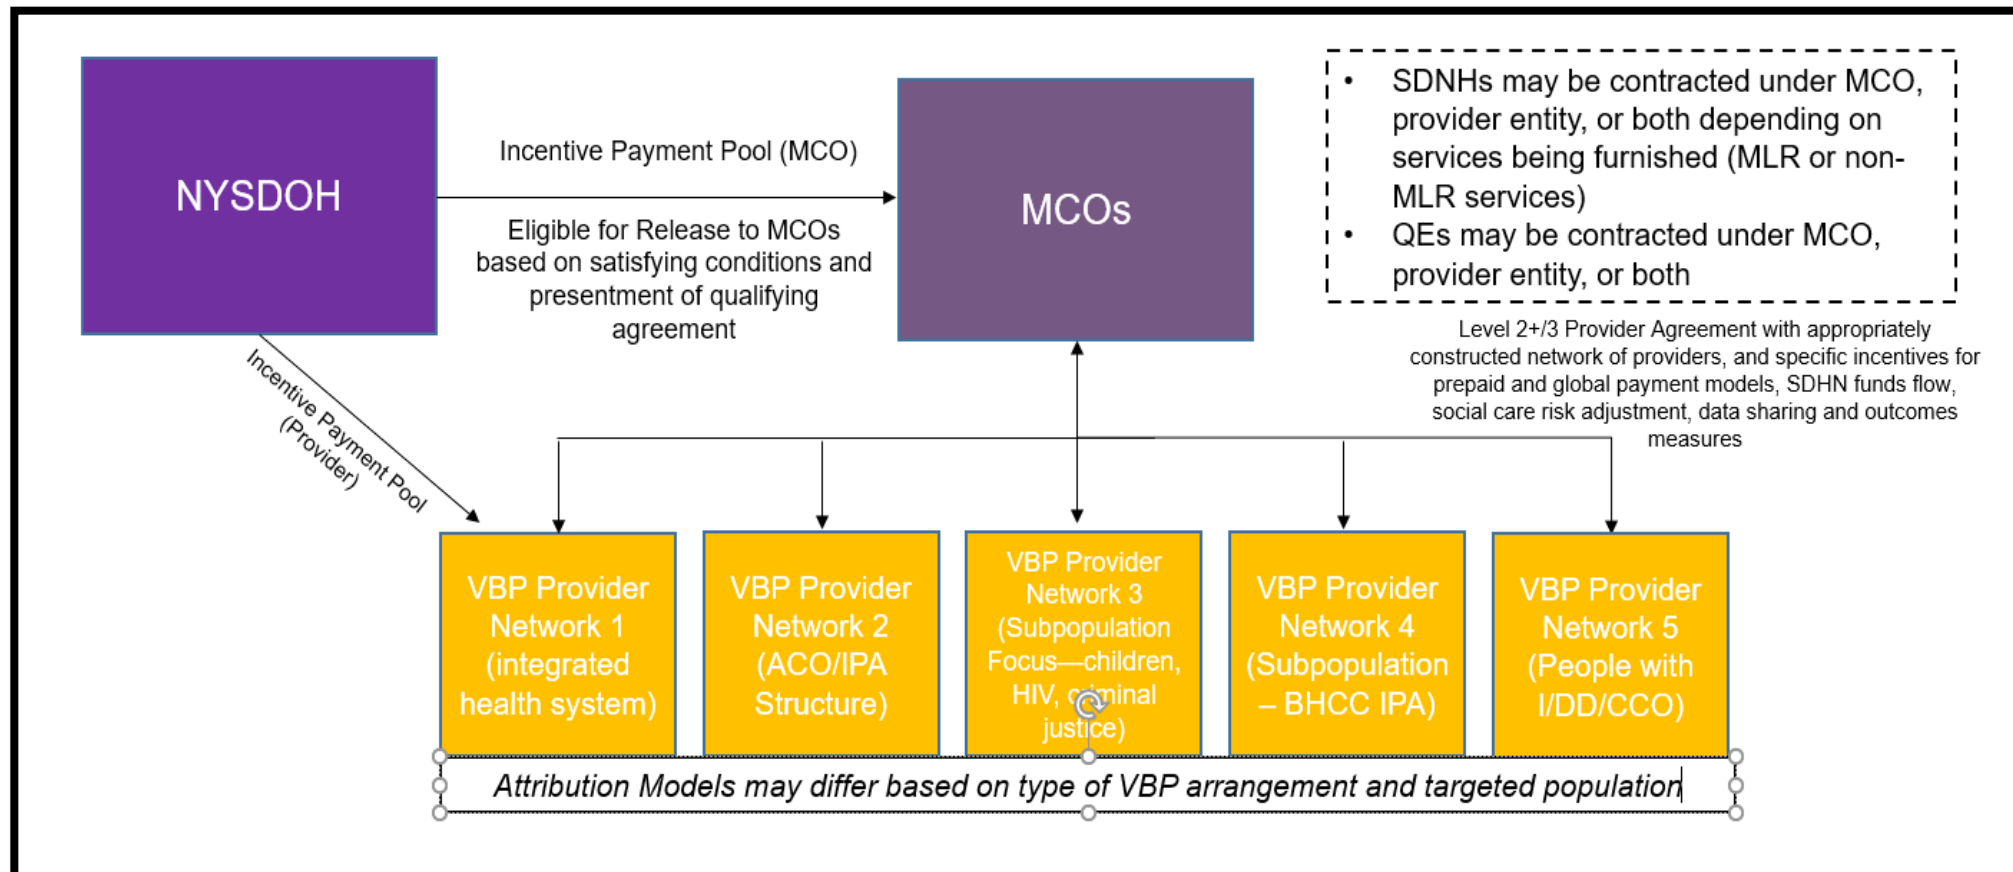 NYSDOH
Incentive Payment Pool (MCO)
Eligible for Release to MCOs
based on satisfying conditions and
presentment of qualifying
agreement
MCOs
• SDNHs may be contracted under MCO,
provider entity, or both depending on
services being furnished (MLR or non-
MLR services)
• QEs may be contracted under MCO,
provider entity, or both
Level 2+/3 Provider Agreement with appropriately
constructed network of providers, and specific incentives for
prepaid and global payment models, SDHN funds flow,
social care risk adjustment, data sharing and outcomes
measures
Incentive Payment Pool
(Provider)
VBP Provider
Network 1
(integrated
health system)
VBP Provider
Network 2
(ACO/IPA
Structure)
VBP Provider
Network 3
(Subpopulation
Focus—children,
HIV, criminal
justice)
VBP Provider
Network 4
(Subpopulation
– BHCC IPA)
VBP Provider
Network 5
(People with
I/DD/CCO)
Attribution Models may differ based on type of VBP arrangement and targeted population